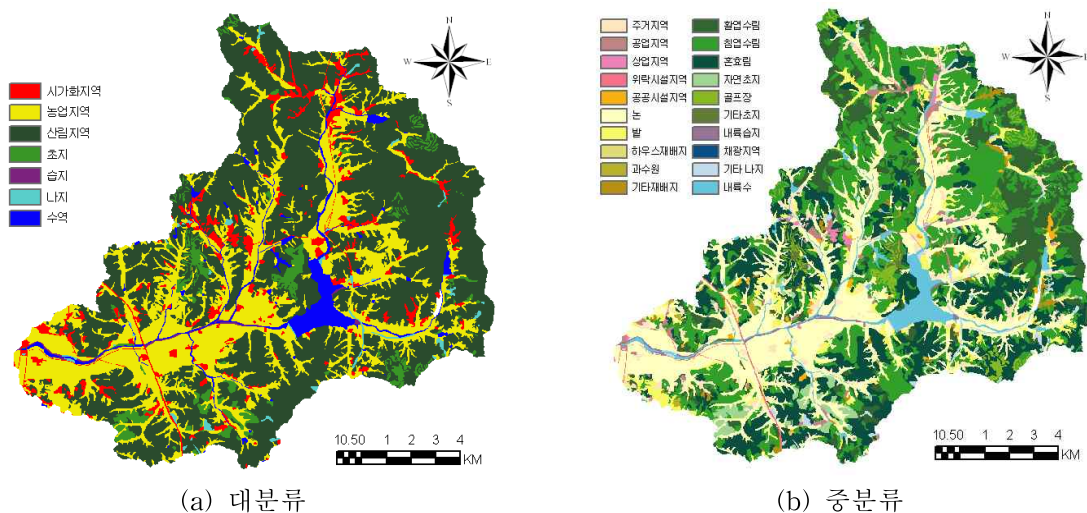 N
W
E
S
시가화지역
농업지역
산림지역
초지
습지
나지
수역
10.50 1 2 3 4
KM
(a) 대분류
N
W
E
S
주거지역
공업지역
상업지역
위락시설지역
공공시설지역
논
밭
하우스재배지
과수원
기타재배지
활엽수림
침엽수림
혼효림
자연초지
골프장
기타초지
내륙습지
채광지역
기타 나지
내륙수
10.50 1 2 3 4
KM
(b) 중분류